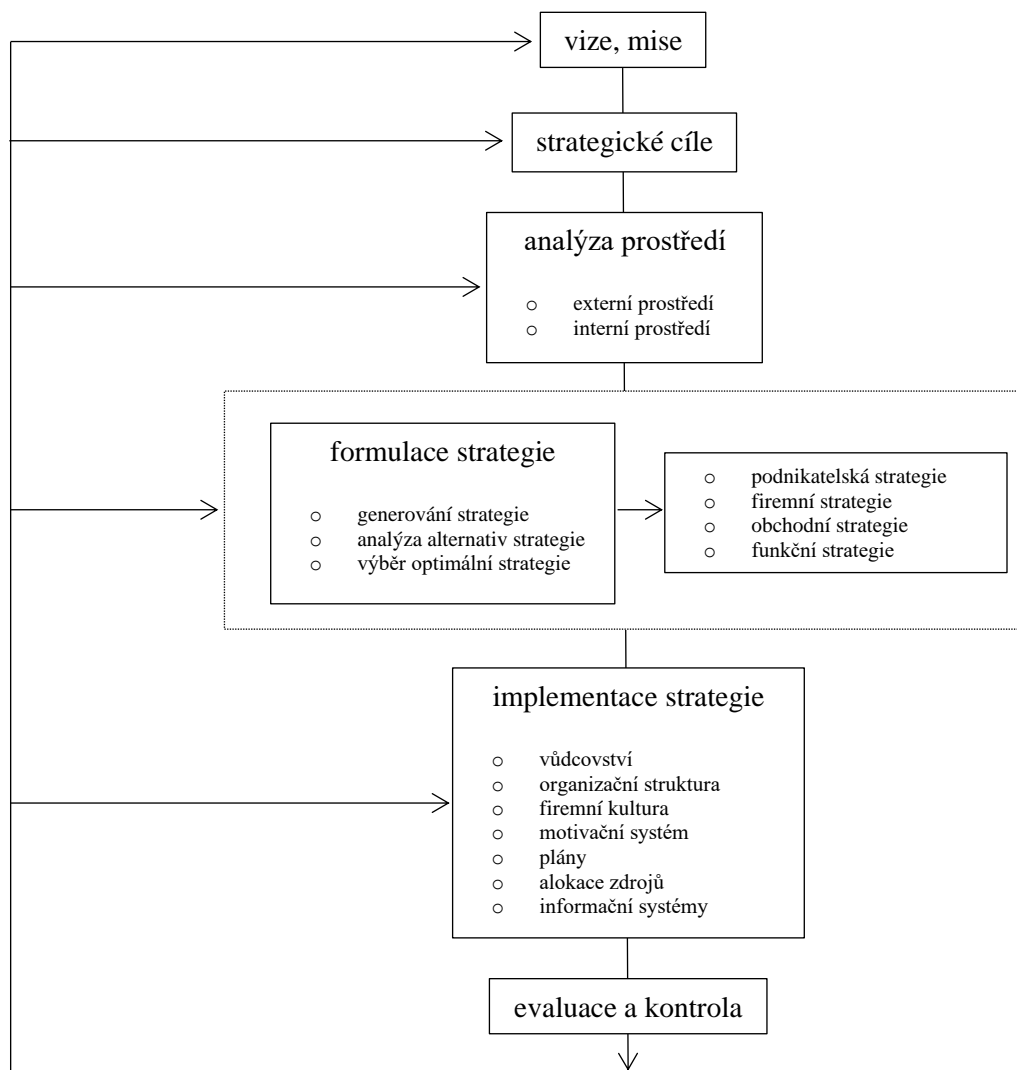 vize, mise
strategické cíle
analýza prostředí
o externí prostředí
o interní prostředí
formulace strategie
o generování strategie
o analýza alternativ strategie
o výběr optimální strategie
o podnikatelská strategie
o firemní strategie
o obchodní strategie
o funkční strategie
implementace strategie
o vůdcovství
o organizační struktura
o firemní kultura
o motivační systém
o plány
o alokace zdrojů
o informační systémy
evaluace a kontrola